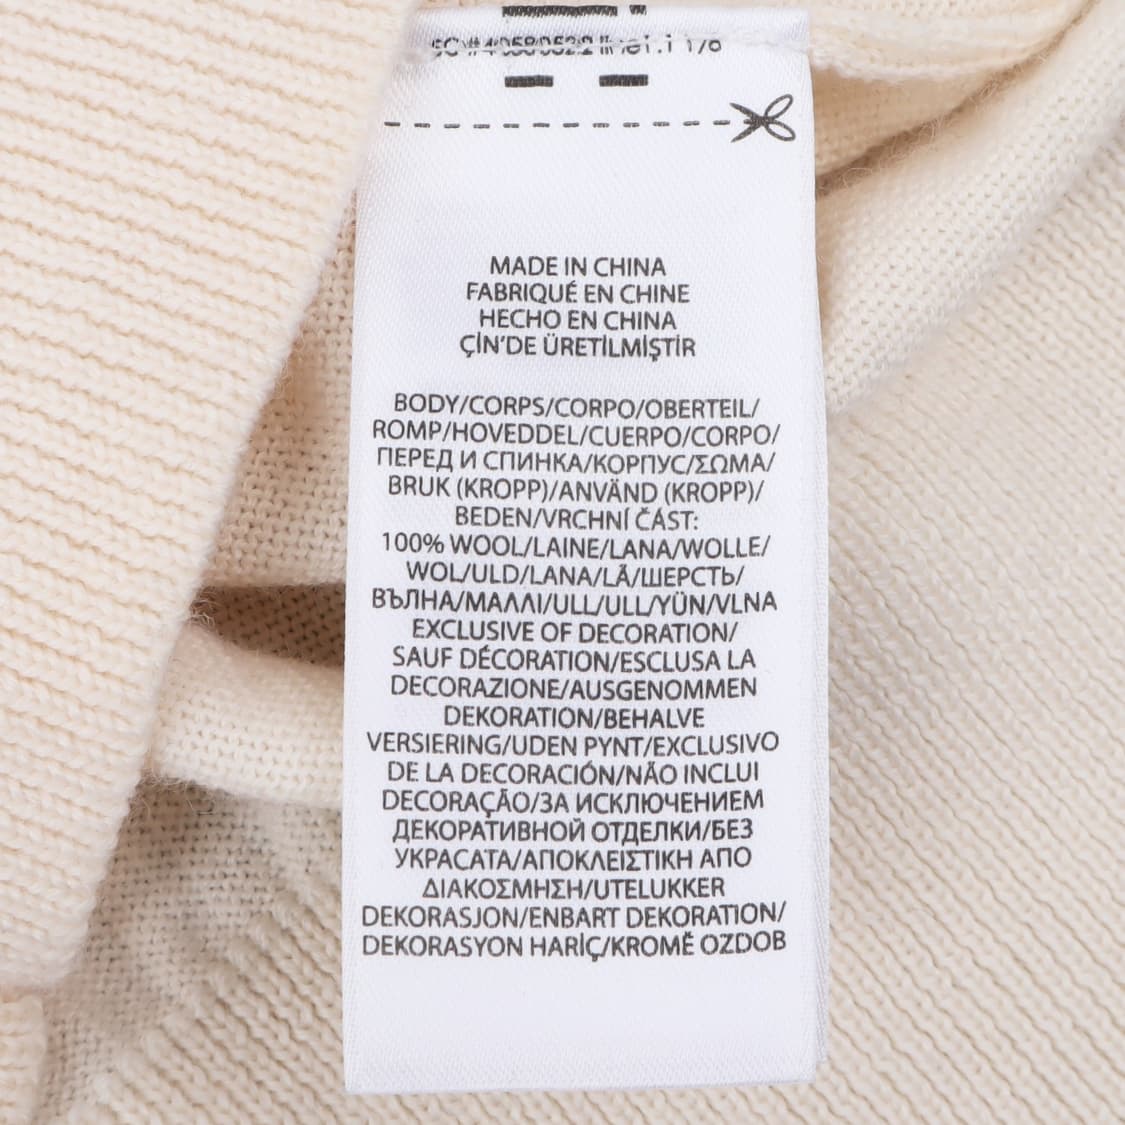 MADE IN CHINA
FABRIQUÉ EN CHINE
HECHO EN CHINA
ÇİN'DE ÜRETİLMİŞTİR
BODY/CORPS/CORPO/OBERTEIL/
ROMP/HOVEDDEL/CUERPO/CORPO/
ПЕРЕД И СПИНКА/КОРПУС/ΣΩΜΑ/
BRUK (KROPP)/ANVÄND (KROPP)/
BEDEN/VRCHNÍ ČÁST:
100% WOOL/LAINE/LANA/WOLLE/
WOL/ULD/LANA/LÃ/ШЕРСТЬ/
ВЪЛНА/ΜΑΛΛΙ/ULL/ULL/YÜN/VLNA
EXCLUSIVE OF DECORATION/
SAUF DÉCORATION/ESCLUSA LA
DECORAZIONE/AUSGENOMMEN
DEKORATION/BEHALVE
VERSIERING/UDEN PYNT/EXCLUSIVO
DE LA DECORACIÓN/NÃO INCLUI
DECORAÇÃO/ЗА ИСКЛЮЧЕНИЕМ
ДЕКОРАТИВНОЙ ОТДЕЛКИ/БЕЗ
УКРАСАТА/ΑΠΟΚΛΕΙΣΤΙΚΗ ΑΠΟ
ΔΙΑΚΟΣΜΗΣΗ/UTELUKKER
DEKORASJON/ENBART DEKORATION/
DEKORASYON HARİÇ/KROMĚ OZDOB